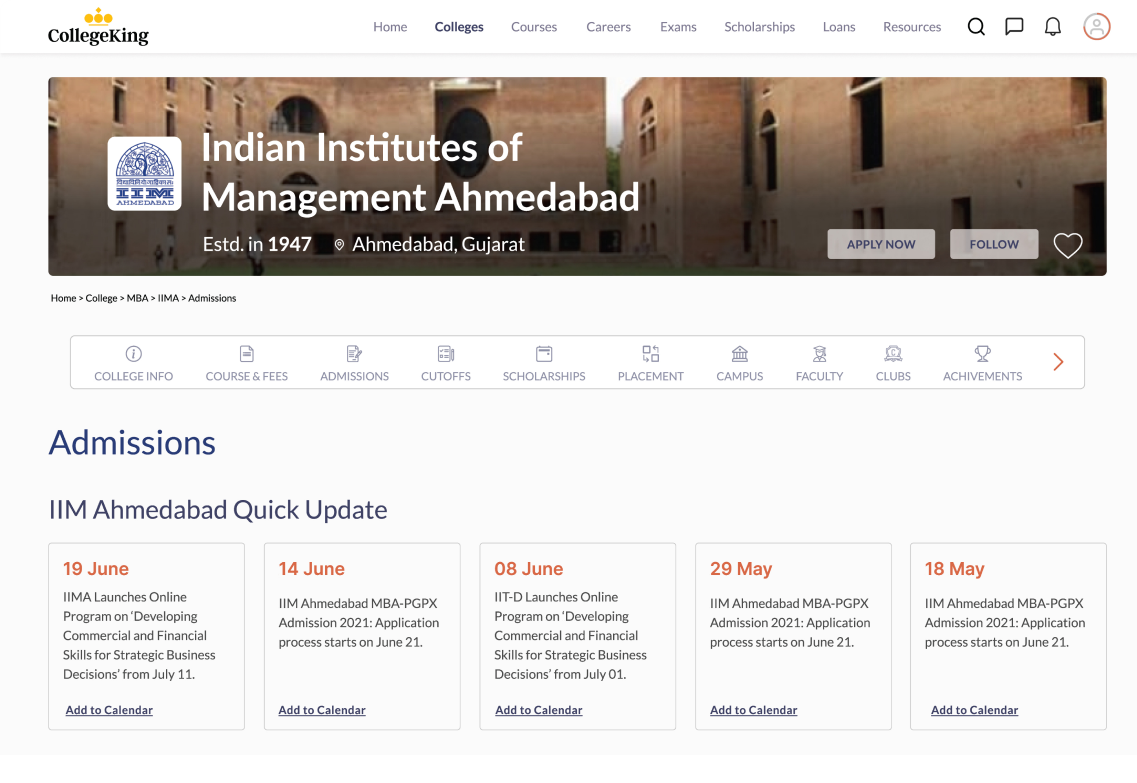 CollegeKing
Home Colleges Courses Careers Exams Scholarships Loans Resources
Indian Institutes of
Management Ahmedabad
IIM
AHMEDABAD
Estd. in 1947 Ahmedabad, Gujarat
APPLY NOW FOLLOW
Home > College > MBA > IIMA > Admissions
COLLEGE INFO COURSE & FEES ADMISSIONS CUTOFFS SCHOLARSHIPS PLACEMENT CAMPUS FACULTY CLUBS ACHIVEMENTS
Admissions
IIM Ahmedabad Quick Update
19 June
IIMA Launches Online
Program on ‘Developing
Commercial and Financial
Skills for Strategic Business
Decisions’ from July 11.
Add to Calendar
14 June
IIM Ahmedabad MBA-PGPX
Admission 2021: Application
process starts on June 21.
Add to Calendar
08 June
IIT-D Launches Online
Program on ‘Developing
Commercial and Financial
Skills for Strategic Business
Decisions’ from July 01.
Add to Calendar
29 May
IIM Ahmedabad MBA-PGPX
Admission 2021: Application
process starts on June 21.
Add to Calendar
18 May
IIM Ahmedabad MBA-PGPX
Admission 2021: Application
process starts on June 21.
Add to Calendar